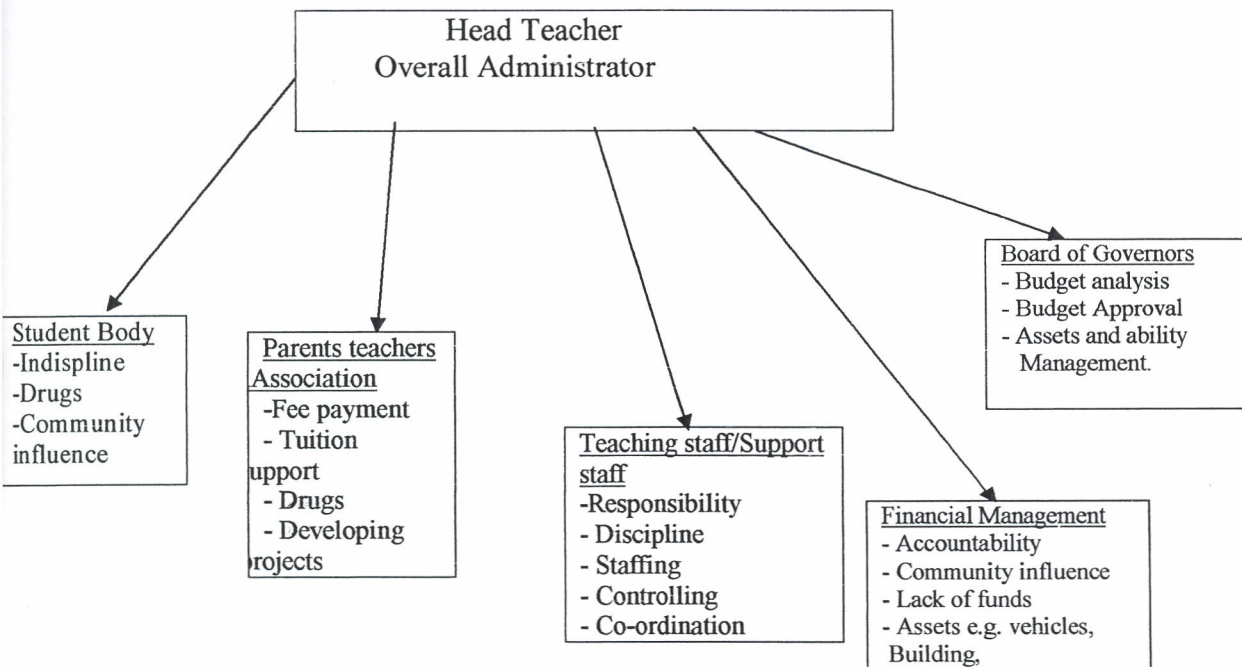 Head Teacher
Overall Administrator
Student Body
-Indispline
-Drugs
-Community
influence
Parents teachers
Association
-Fee payment
- Tuition
upport
- Drugs
- Developing
rojects
Teaching staff/Support
staff
-Responsibility
- Discipline
- Staffing
- Controlling
- Co-ordination
Financial Management
- Accountability
- Community influence
- Lack of funds
- Assets e.g. vehicles,
Building,
Board of Governors
- Budget analysis
- Budget Approval
- Assets and ability
Management.